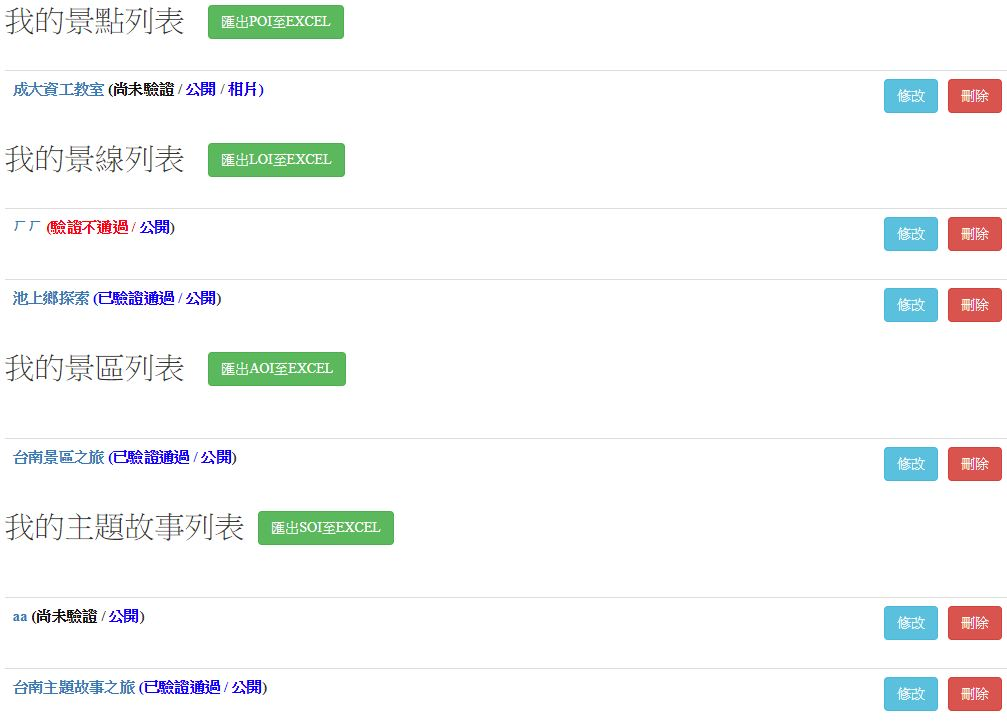 我的景點列表 匯出POI至EXCEL
成大資工教室 (尚未驗證 / 公開 / 相片) 修改 刪除
我的景線列表 匯出LOI至EXCEL
ㄏㄏ (驗證不通過 / 公開) 修改 刪除
池上鄉探索 (已驗證通過 / 公開) 修改 刪除
我的景區列表 匯出AOI至EXCEL
台南景區之旅 (已驗證通過 / 公開) 修改 刪除
我的主題故事列表 匯出SOI至EXCEL
aa (尚未驗證 / 公開) 修改 刪除
台南主題故事之旅 (已驗證通過 / 公開) 修改 刪除